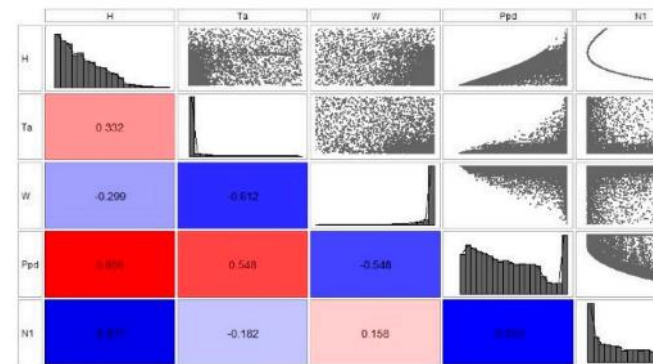 H Ta W Ppd N1
H
Ta 0.332
W -0.299 -0.612
Ppd 0.548 -0.548
N1 -0.182 0.158